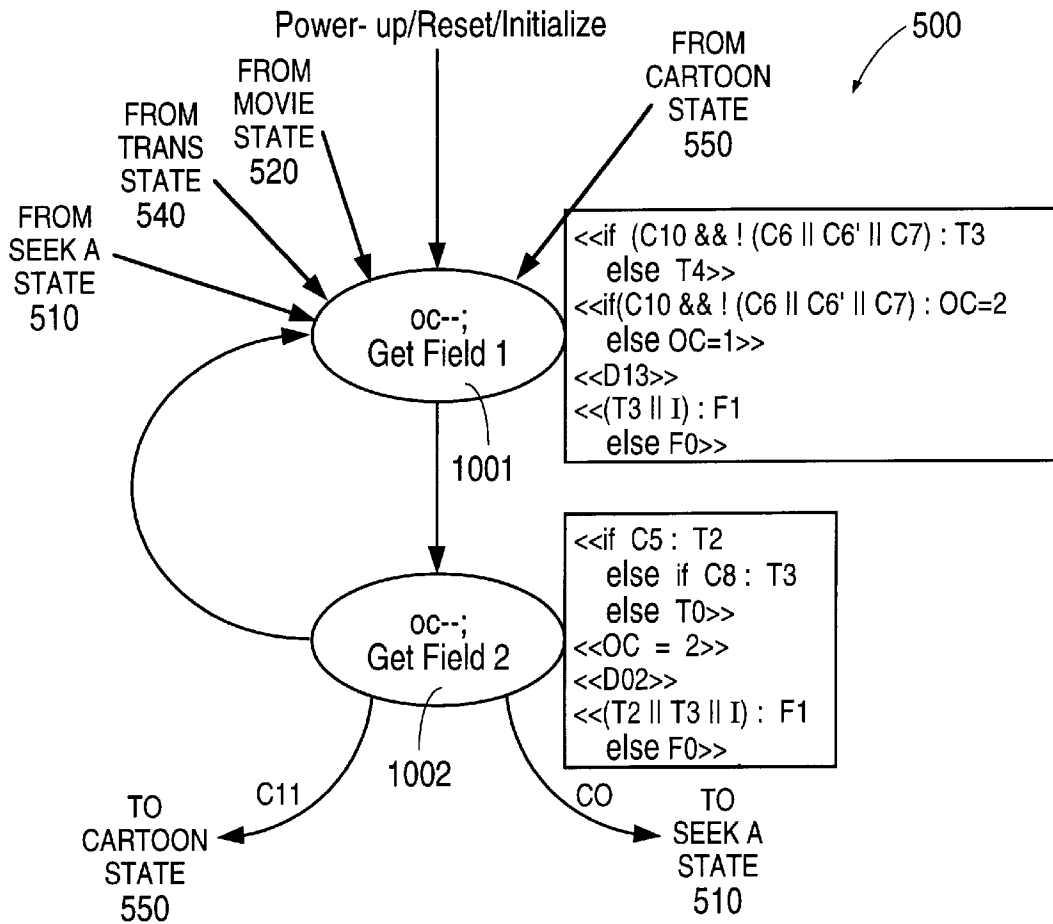 Power- up/Reset/Initialize
500
FROM
CARTOON
STATE
550
FROM
MOVIE
STATE
520
FROM
TRANS
STATE
540
FROM
SEEK A
STATE
510
oc--;
Get Field 1
1001
<<if (C10 && ! (C6 || C6' || C7) : T3
else T4>>
<<if(C10 && ! (C6 || C6' || C7) : OC=2
else OC=1>>
<<D13>>
<<(T3 || I) : F1
else F0>>
oc--;
Get Field 2
1002
<<if C5 : T2
else if C8 : T3
else T0>>
<<OC = 2>>
<<D02>>
<<(T2 || T3 || I) : F1
else F0>>
C11
TO
CARTOON
STATE
550
CO
TO
SEEK A
STATE
510